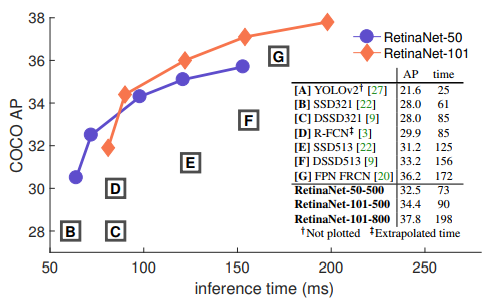 38
36
34
32
30
28
COCO AP
50
100
150
200
250
inference time (ms)
B
C
D
E
F
G
RetinaNet-50
RetinaNet-101
AP time
[A] YOLOv2† [27] 21.6 25
[B] SSD321 [22] 28.0 61
[C] DSSD321 [9] 28.0 85
[D] R-FCN‡ [3] 29.9 85
[E] SSD513 [22] 31.2 125
[F] DSSD513 [9] 33.2 156
[G] FPN FRCN [20] 36.2 172
RetinaNet-50-500 32.5 73
RetinaNet-101-500 34.4 90
RetinaNet-101-800 37.8 198
†Not plotted ‡Extrapolated time